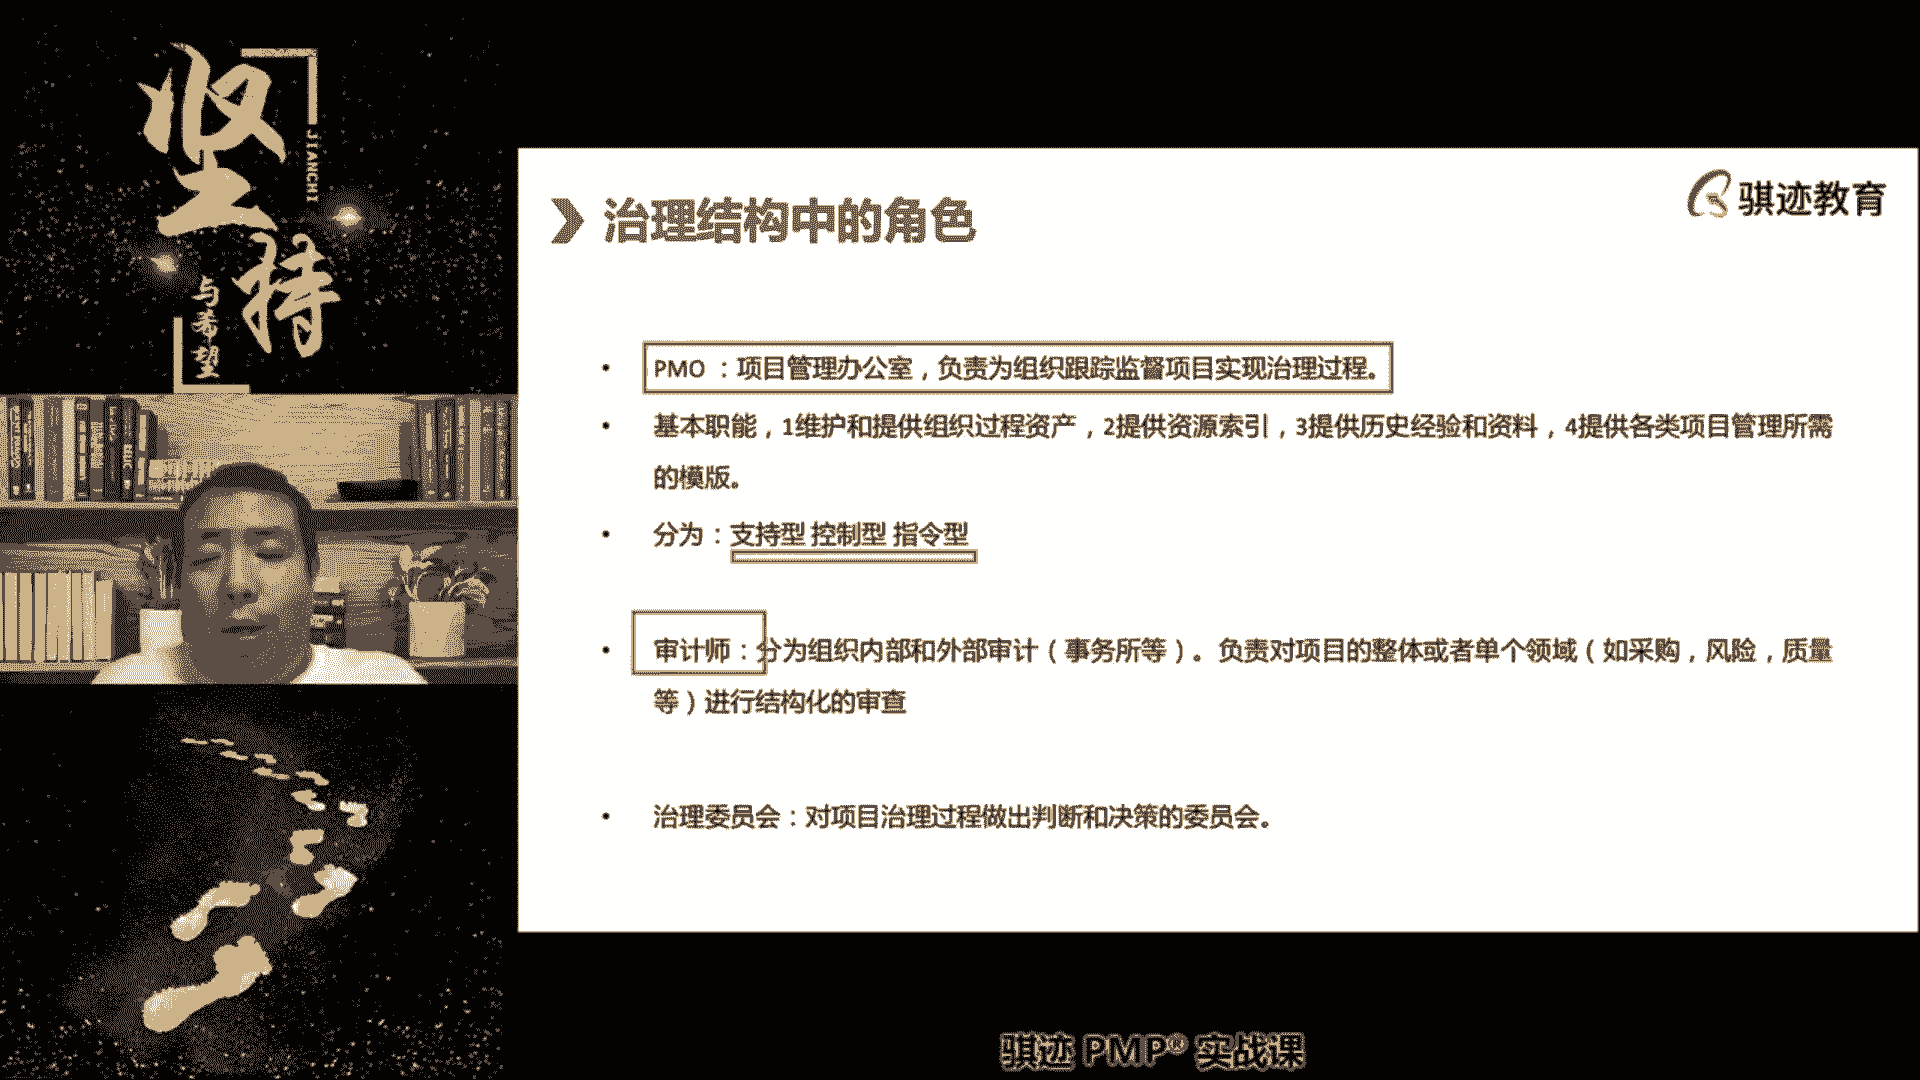 坚持
JIANCHI
与希望
治理结构中的角色
骐迹教育
PMO ：项目管理办公室，负责为组织跟踪监督项目实现治理过程。
基本职能，1维护和提供组织过程资产，2提供资源索引，3提供历史经验和资料，4提供各类项目管理所需
的模版。
分为：支持型 控制型 指令型
审计师：分为组织内部和外部审计（事务所等）。负责对项目的整体或者单个领域（如采购，风险，质量
等）进行结构化的审查
治理委员会：对项目治理过程做出判断和决策的委员会。
骐迹 PMP® 实战课